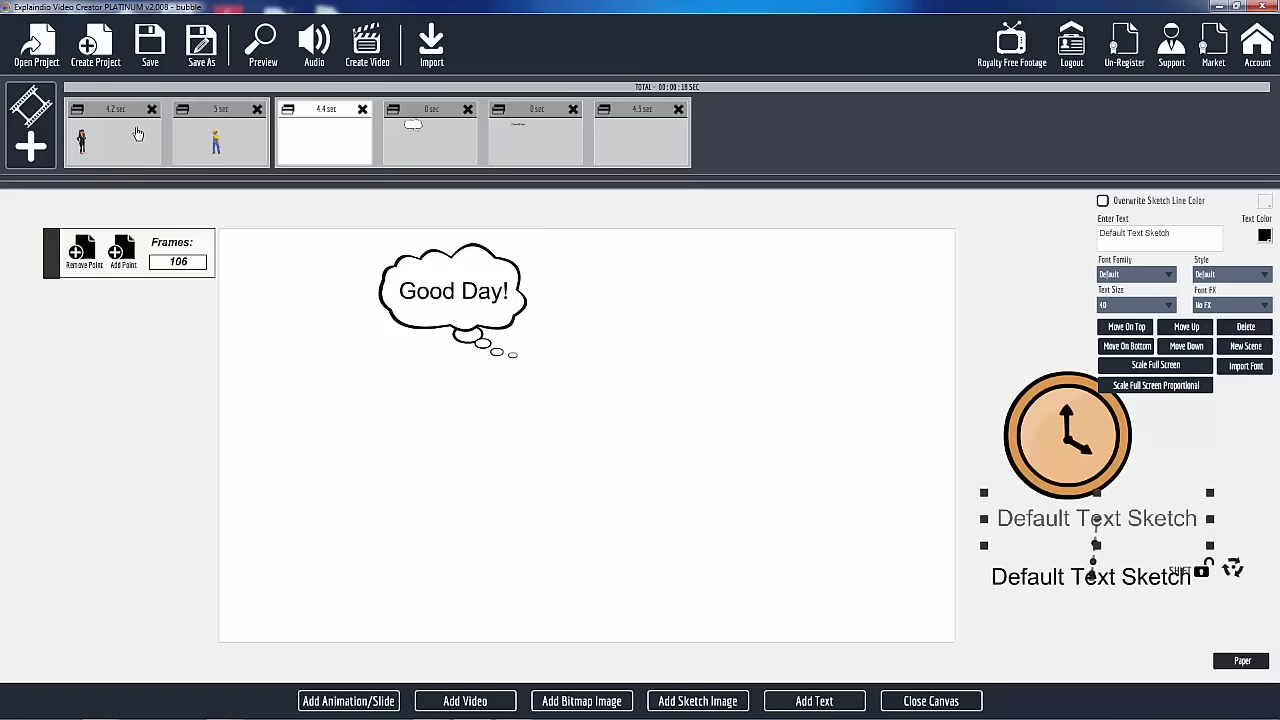 Explaindio Video Creator PLATINUM v2.008 - bubble
Open Project
Create Project
Save
Save As
Preview
Audio
Create Video
Import
Royalty Free Footage
Logout
Un-Register
Support
Market
Account
TOTAL - 00 : 00 : 18 SEC
4.2 sec
5 sec
4.4 sec
0 sec
0 sec
4.3 sec
Remove Point
Add Point
Frames:
106
Good Day!
Overwrite Sketch Line Color
Enter Text
Text Color
Default Text Sketch
Font Family
Style
Default
Default
Text Size
Font FX
40
No FX
Move On Top
Move Up
Delete
Move On Bottom
Move Down
New Scene
Scale Full Screen
Import Font
Scale Full Screen Proportional
Default Text Sketch
Default Text Sketch
Paper
Add Animation/Slide
Add Video
Add Bitmap Image
Add Sketch Image
Add Text
Close Canvas